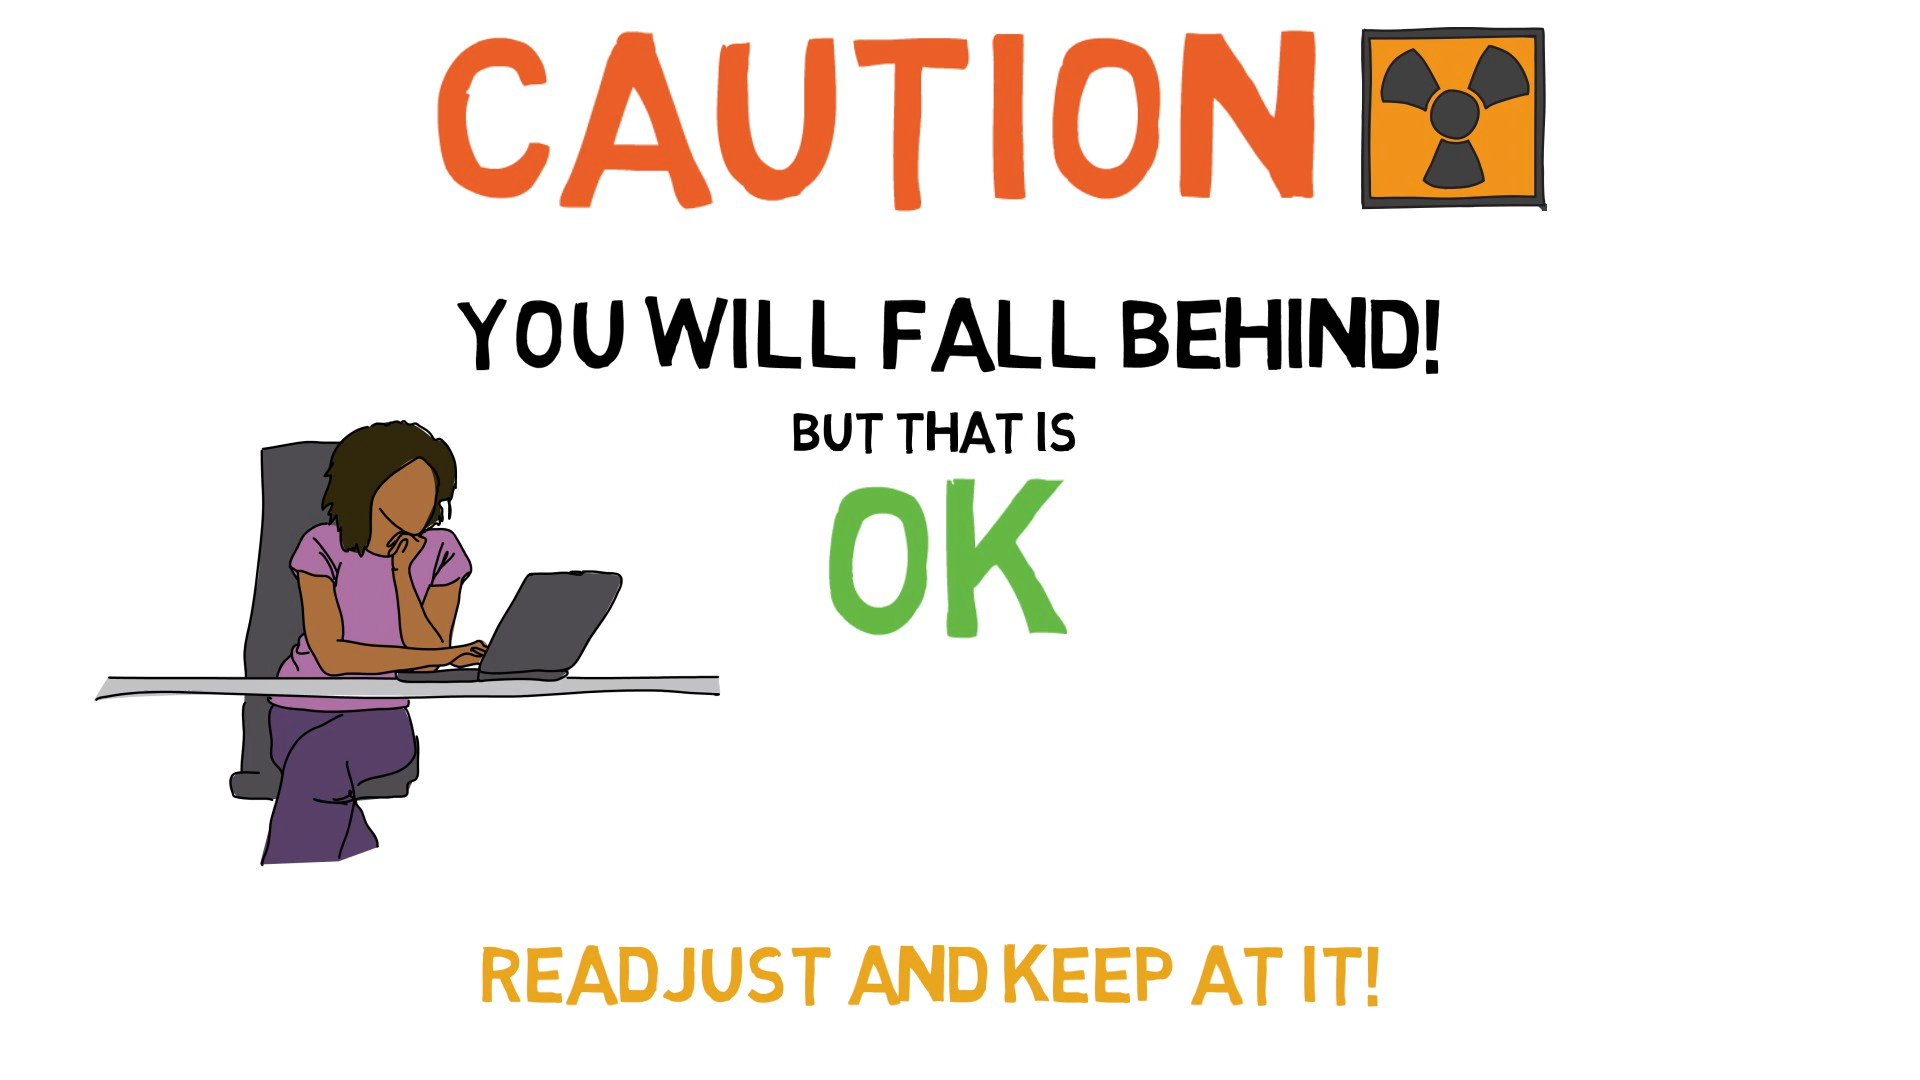 CAUTION
YOU WILL FALL BEHIND!
BUT THAT IS
OK
READJUST AND KEEP AT IT!